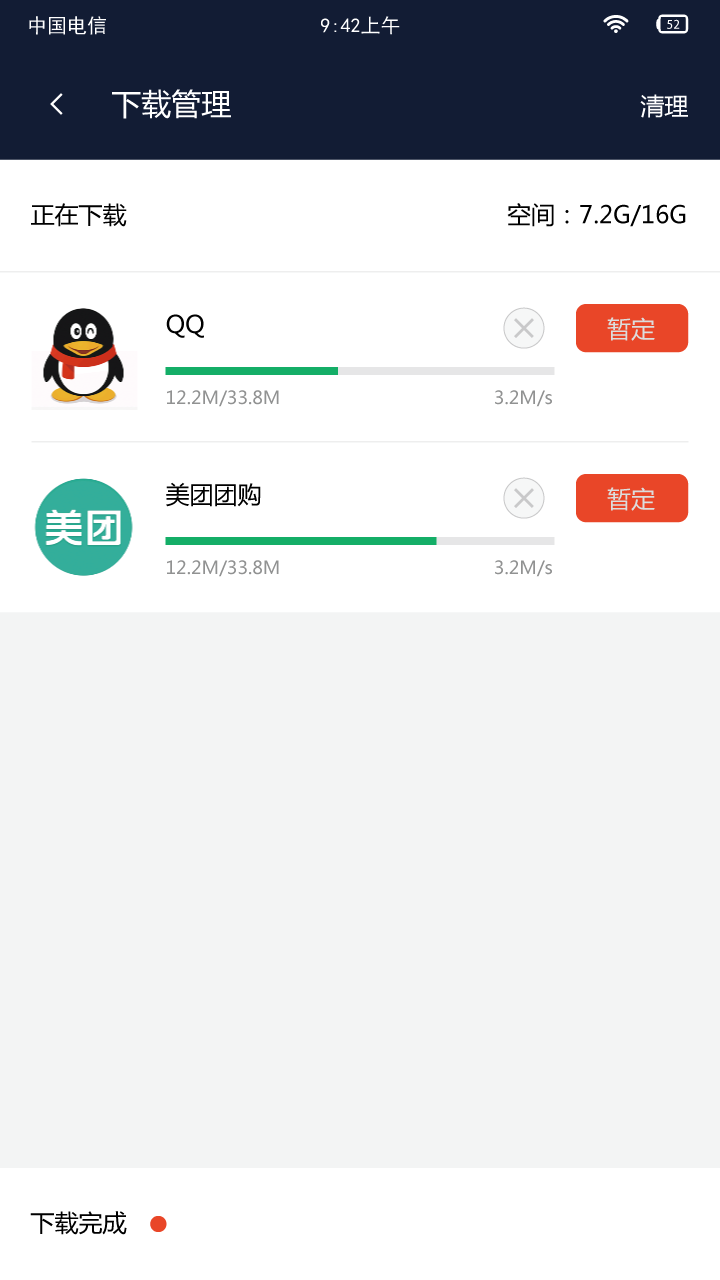 中国电信 9:42上午 52
下载管理 清理
正在下载 空间：7.2G/16G
QQ 暂定
12.2M/33.8M 3.2M/s
美团团购 暂定
美团
12.2M/33.8M 3.2M/s
下载完成